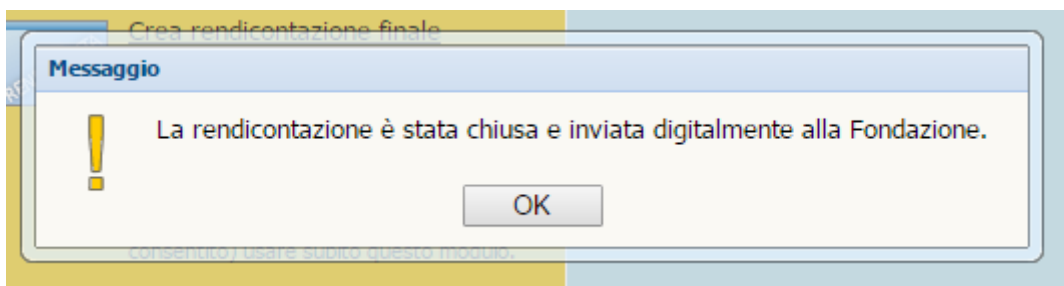 Crea rendicontazione finale
Messaggio
La rendicontazione è stata chiusa e inviata digitalmente alla Fondazione.
OK
consentito) usare subito questo modulo.